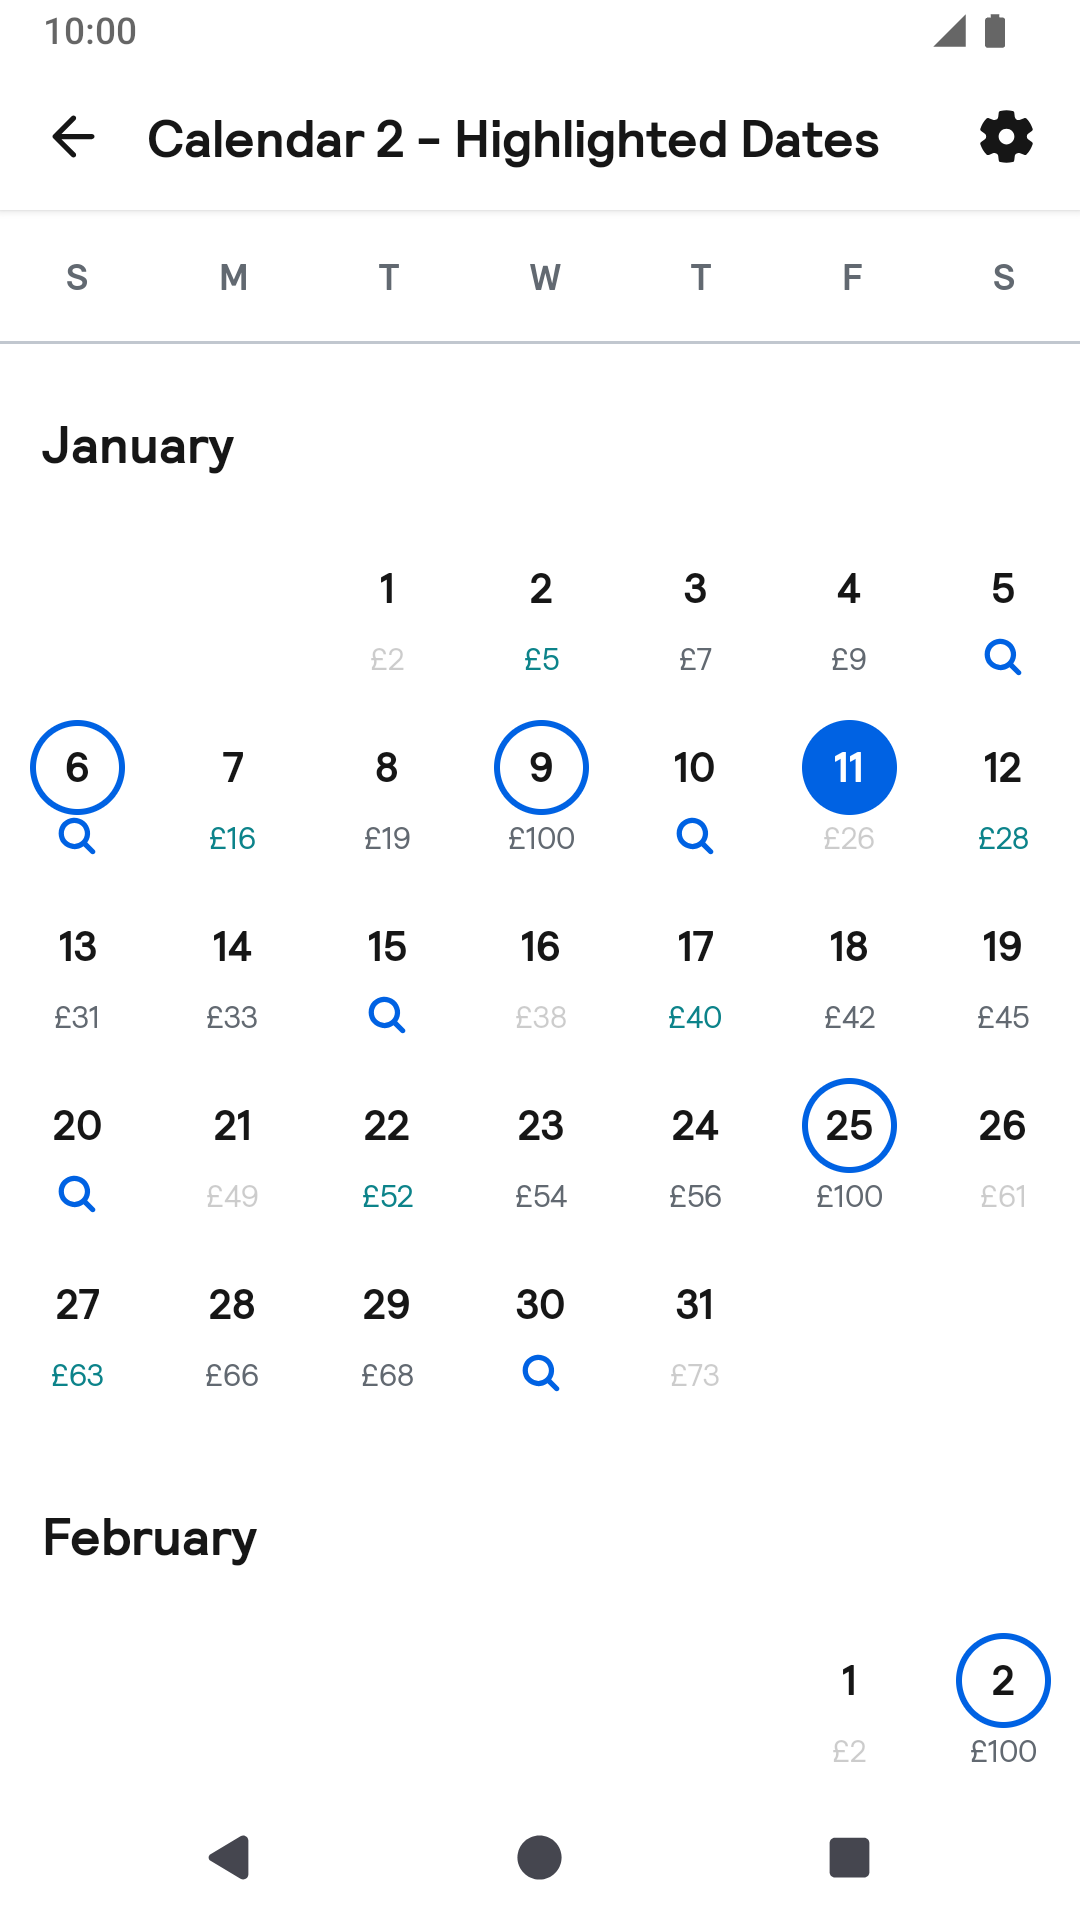 10:00
Calendar 2 – Highlighted Dates
S M T W T F S
January
1 2 3 4 5
£2 £5 £7 £9
6 7 8 9 10 11 12
£16 £19 £100 £26 £28
13 14 15 16 17 18 19
£31 £33 £38 £40 £42 £45
20 21 22 23 24 25 26
£49 £52 £54 £56 £100 £61
27 28 29 30 31
£63 £66 £68 £73
February
1 2
£2 £100